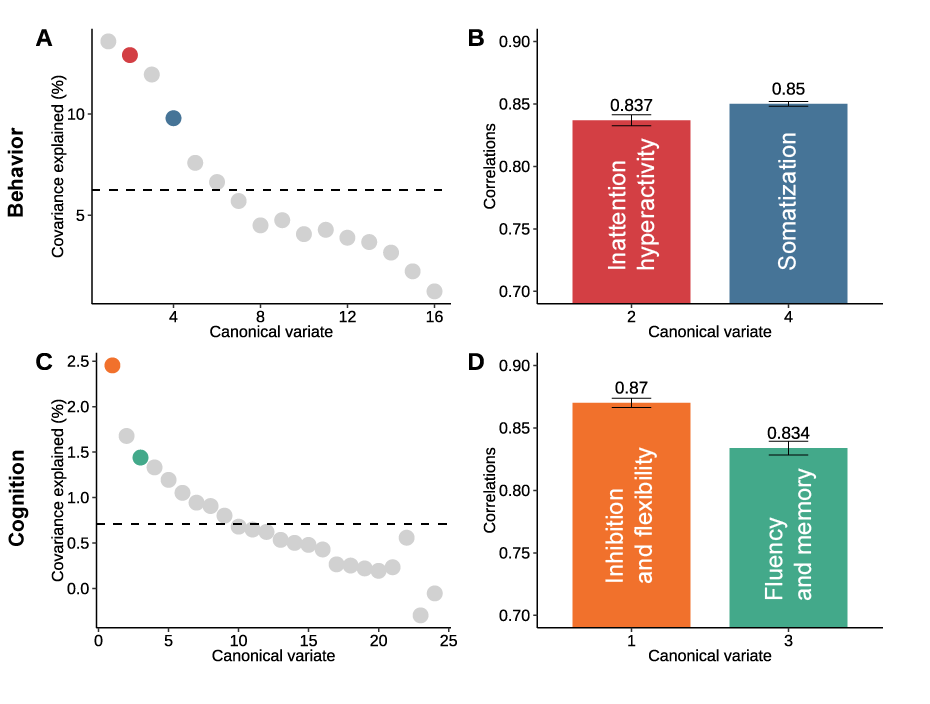 A
Behavior
Covariance explained (%)
10
5
4
8
12
16
Canonical variate
B
Correlations
0.90
0.85
0.80
0.75
0.70
0.837
0.85
Inattention
hyperactivity
Somatization
2
4
Canonical variate
C
Cognition
Covariance explained (%)
2.5
2.0
1.5
1.0
0.5
0.0
0
5
10
15
20
25
Canonical variate
D
Correlations
0.90
0.85
0.80
0.75
0.70
0.87
0.834
Inhibition
and flexibility
Fluency
and memory
1
3
Canonical variate